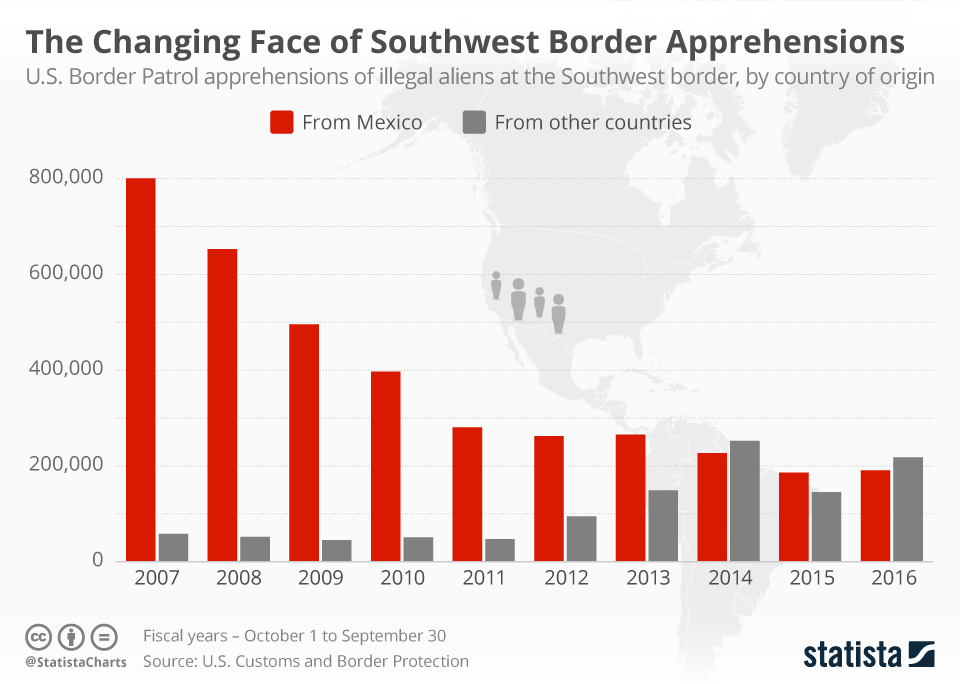 The Changing Face of Southwest Border Apprehensions
U.S. Border Patrol apprehensions of illegal aliens at the Southwest border, by country of origin
From Mexico From other countries
800,000
600,000
400,000
200,000
0
2007 2008 2009 2010 2011 2012 2013 2014 2015 2016
cc
@StatistaCharts
Fiscal years – October 1 to September 30
Source: U.S. Customs and Border Protection
statista